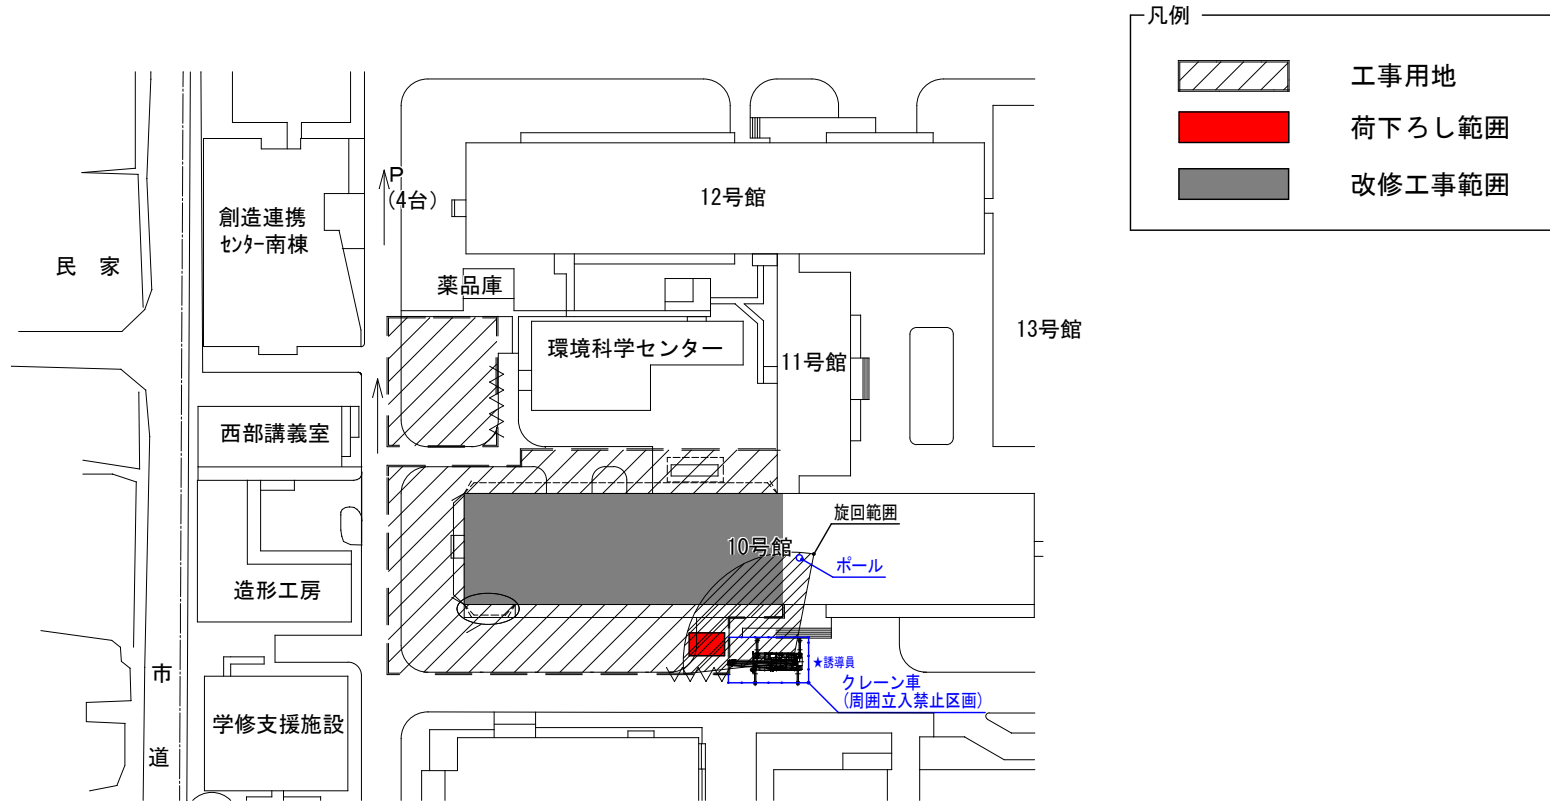 凡例
工事用地
荷下ろし範囲
改修工事範囲
P
(4台)
12号館
創造連携
ｾﾝﾀｰ南棟
民 家
薬品庫
13号館
環境科学センター
11号館
西部講義室
旋回範囲
10号館
ポール
造形工房
★誘導員
市
クレーン車
(周囲立入禁止区画)
学修支援施設
道